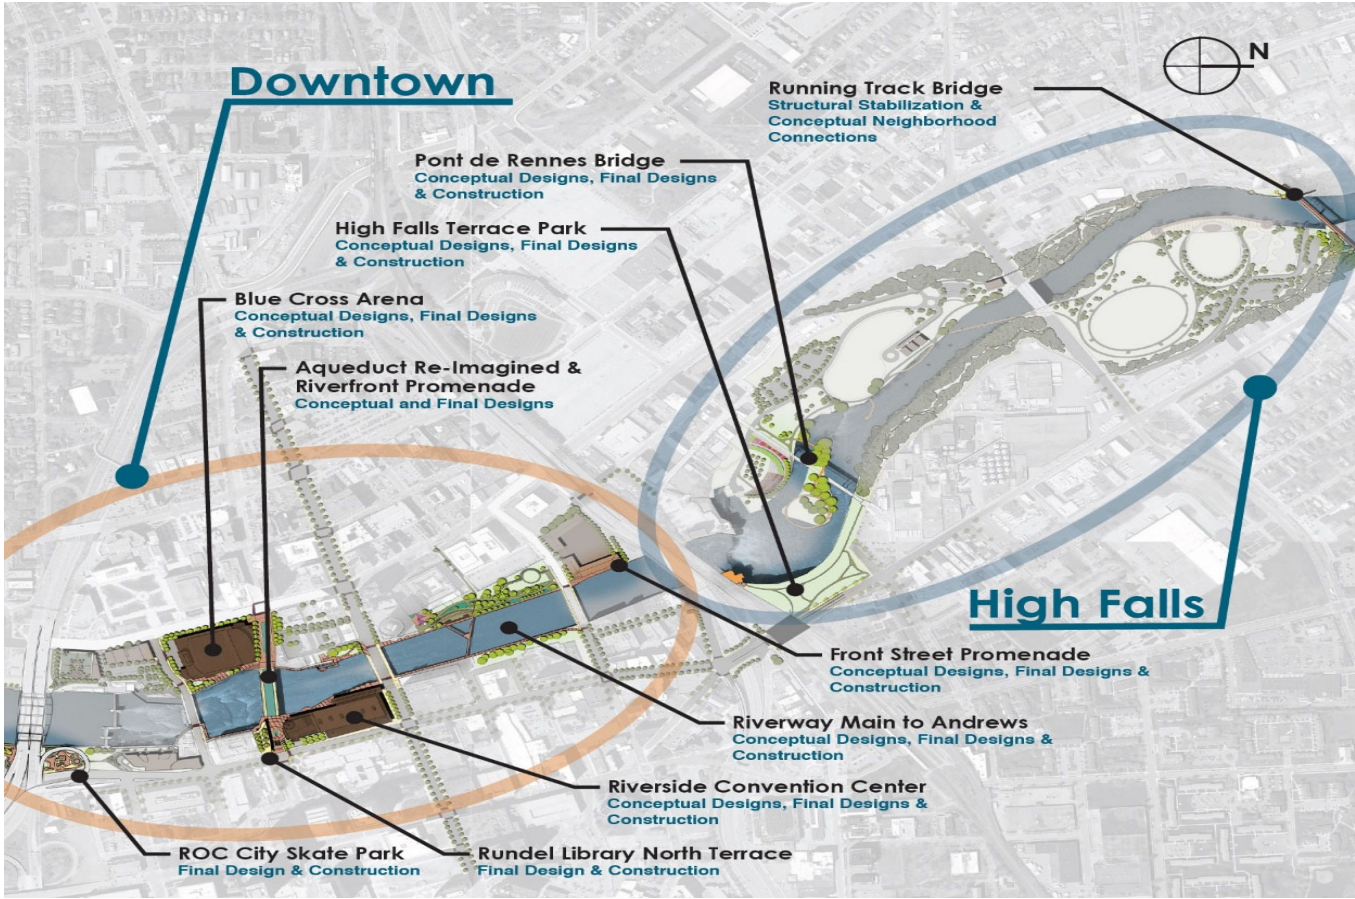 N
Downtown
Running Track Bridge
Structural Stabilization &
Conceptual Neighborhood
Connections
Pont de Rennes Bridge
Conceptual Designs, Final Designs
& Construction
High Falls Terrace Park
Conceptual Designs, Final Designs
& Construction
Blue Cross Arena
Conceptual Designs, Final Designs
& Construction
Aqueduct Re-Imagined &
Riverfront Promenade
Conceptual and Final Designs
High Falls
Front Street Promenade
Conceptual Designs, Final Designs &
Construction
Riverway Main to Andrews
Conceptual Designs, Final Designs &
Construction
Riverside Convention Center
Conceptual Designs, Final Designs &
Construction
ROC City Skate Park
Final Design & Construction
Rundel Library North Terrace
Final Design & Construction